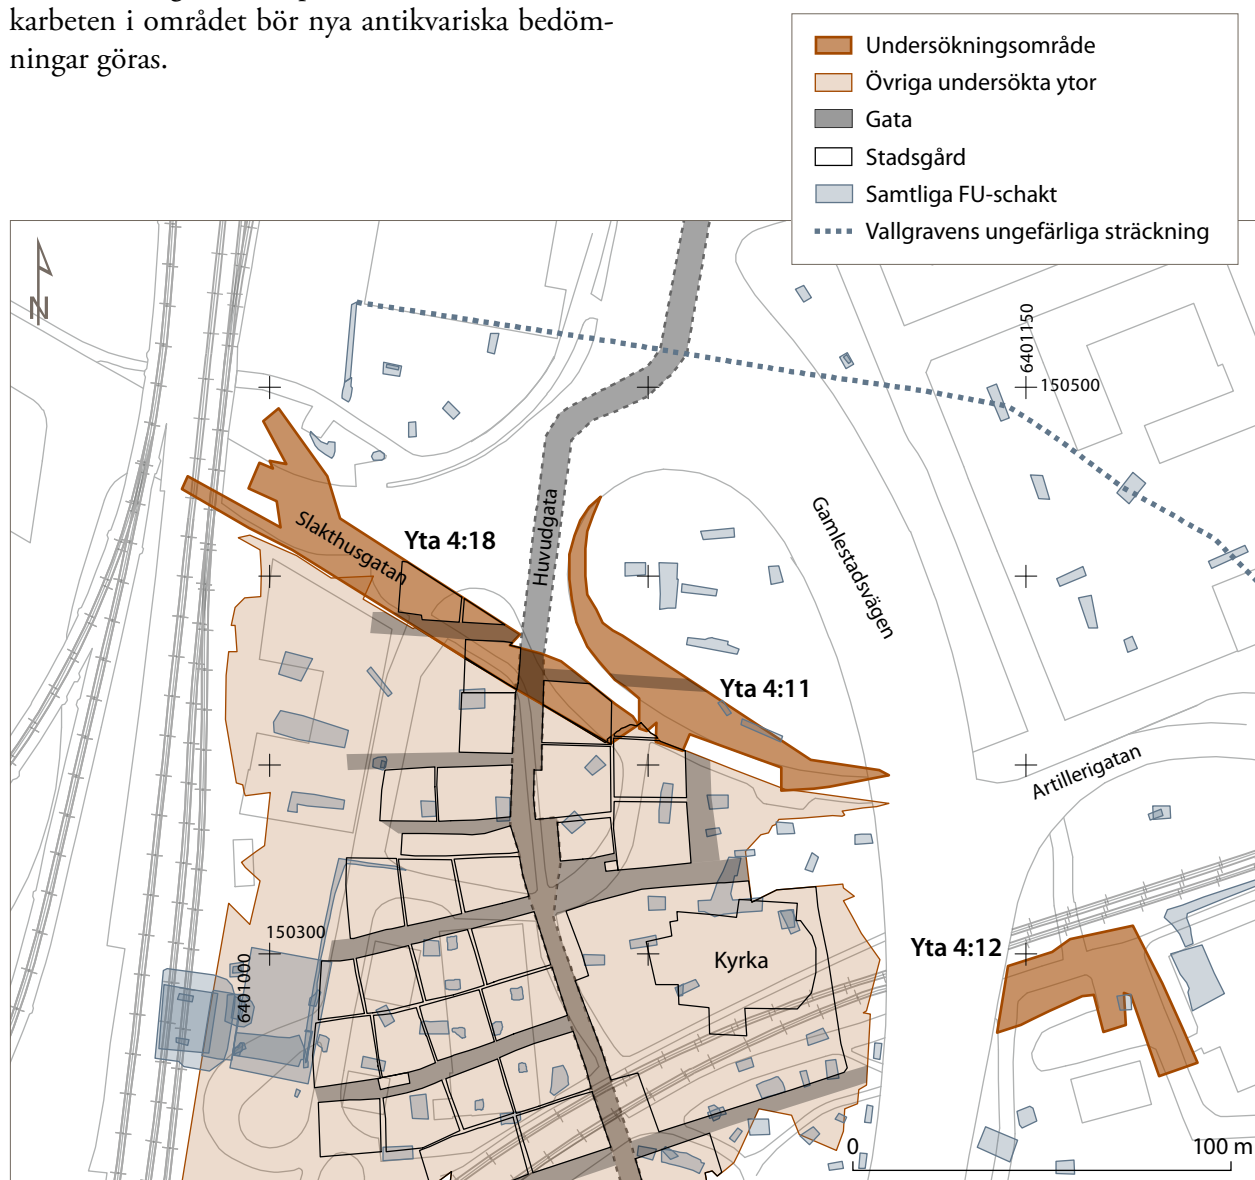 karbeten i området bör nya antikvariska bedöm-
ningar göras.
Undersökningsområde
Övriga undersökta ytor
Gata
Stadsgård
Samtliga FU-schakt
Vallgravens ungefärliga sträckning
N
6401150
150500
Slakthusgatan
Yta 4:18
Huvudgata
Gamlestadsvägen
Yta 4:11
Artillerigatan
150300
6401000
Kyrka
Yta 4:12
0
100 m